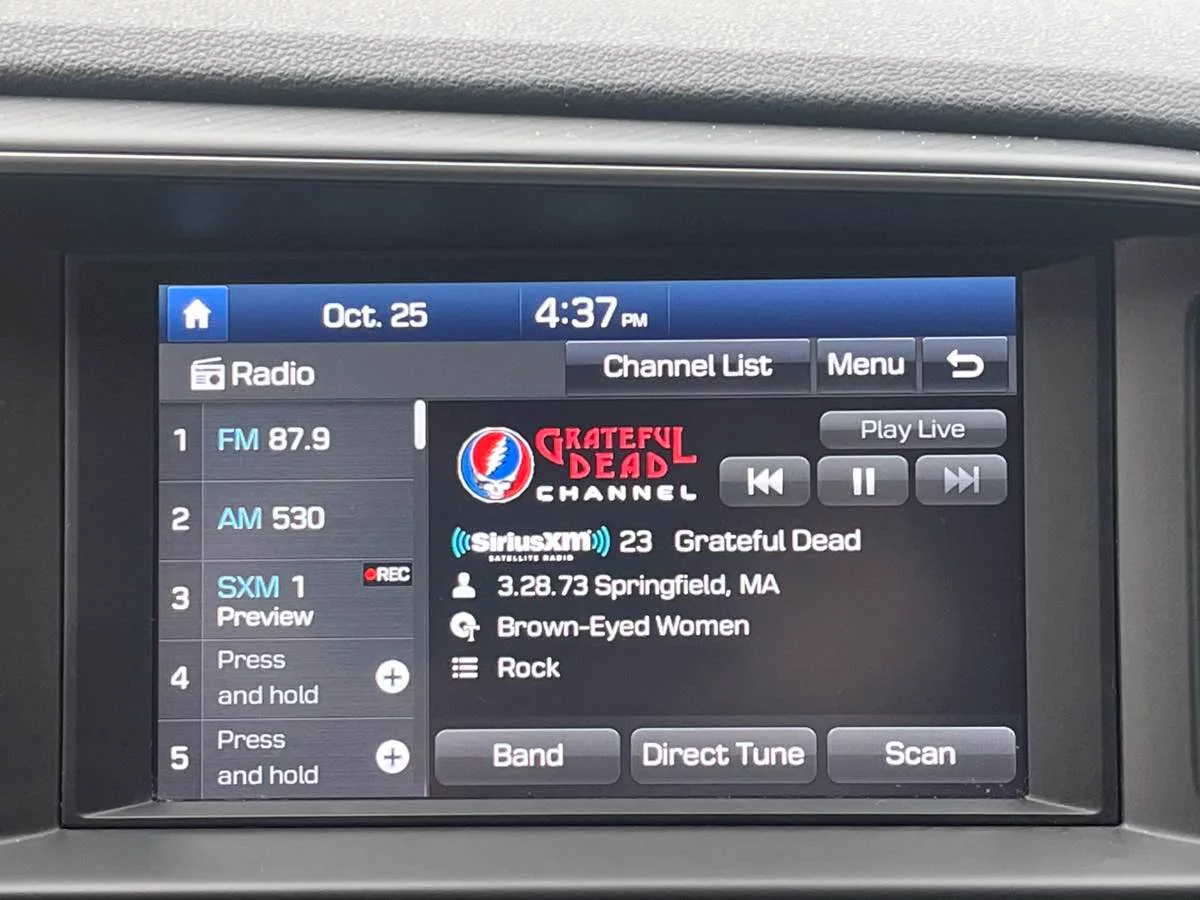 Oct. 25
4:37 PM
Radio
Channel List
Menu
1 FM 87.9
2 AM 530
3 SXM 1
REC
Preview
4 Press
and hold
5 Press
and hold
GRATEFUL
DEAD
CHANNEL
Play Live
SiriusXM 23 Grateful Dead
SATELLITE RADIO
3.28.73 Springfield, MA
Brown-Eyed Women
Rock
Band
Direct Tune
Scan